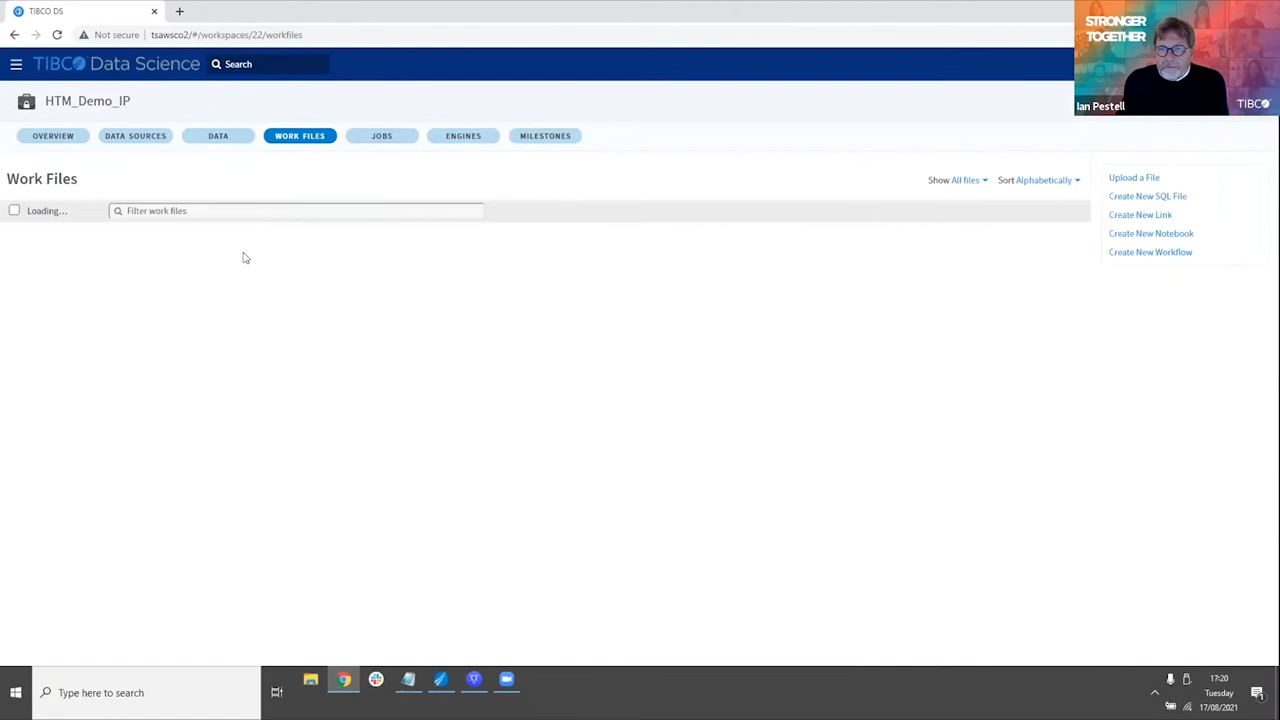 TIBCO DS
Not secure
tsawsco2/#/workspaces/22/workfiles
STRONGER
TOGETHER
Ian Pestell
TIBCO
TIBCO Data Science
Search
HTM_Demo_IP
OVERVIEW
DATA SOURCES
DATA
WORK FILES
JOBS
ENGINES
MILESTONES
Work Files
Show All files
Sort Alphabetically
Loading...
Filter work files
Upload a File
Create New SQL File
Create New Link
Create New Notebook
Create New Workflow
Type here to search
17:20
Tuesday
17/08/2021
1